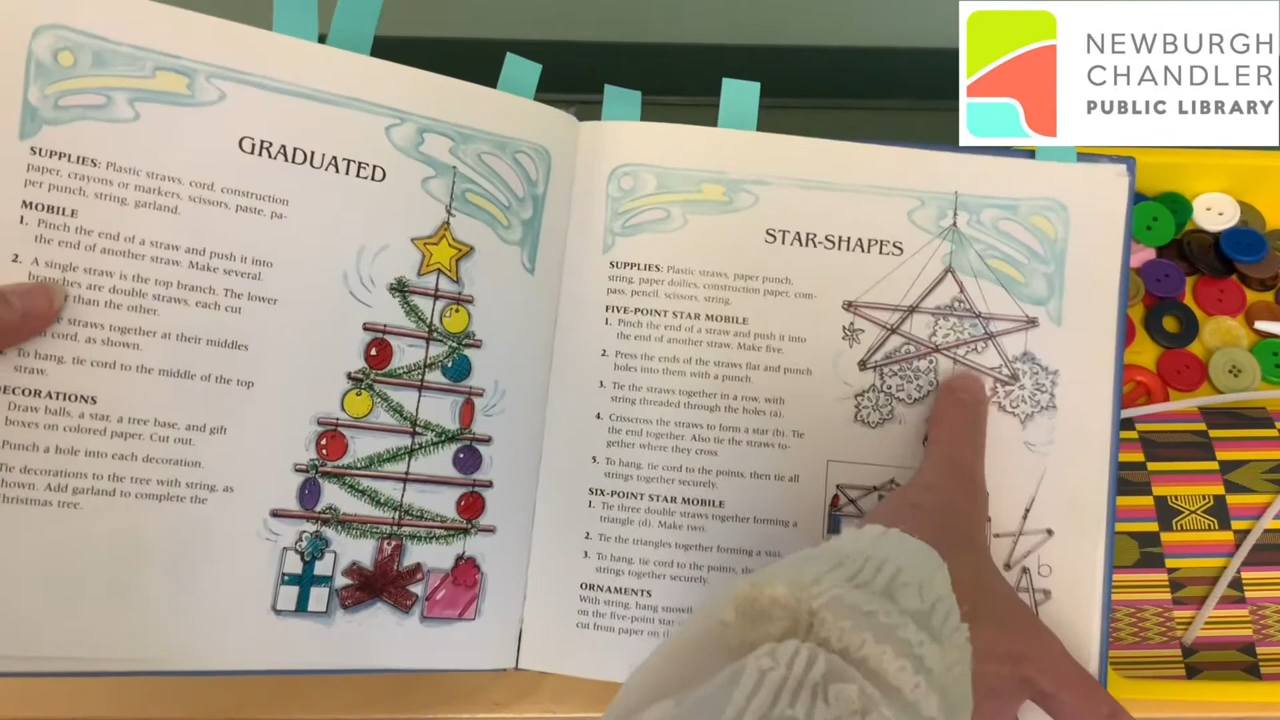 NEWBURGH
CHANDLER
PUBLIC LIBRARY
GRADUATED
SUPPLIES: Plastic straws, cord, construction
paper, crayons or markers, scissors, paste, pa-
per punch, string, garland.
MOBILE
1. Pinch the end of a straw and push it into
the end of another straw. Make several.
2. A single straw is the top branch. The lower
branches are double straws, each cut
than the other.
straws together at their middles
cord, as shown.
To hang, tie cord to the middle of the top
straw.
DECORATIONS
Draw balls, a star, a tree base, and gift
boxes on colored paper. Cut out.
Punch a hole into each decoration.
Tie decorations to the tree with string, as
shown. Add garland to complete the
Christmas tree.
STAR-SHAPES
SUPPLIES: Plastic straws, paper punch,
string, paper doilies, construction paper, com-
pass, pencil, scissors, string.
FIVE-POINT STAR MOBILE
1. Pinch the end of a straw and push it into
the end of another straw. Make five.
2. Press the ends of the straws flat and punch
holes into them with a punch.
3. Tie the straws together in a row, with
string threaded through the holes (a).
4. Crisscross the straws to form a star (b). Tie
the end together. Also tie the straws to-
gether where they cross.
5. To hang, tie cord to the points, then tie all
strings together securely.
SIX-POINT STAR MOBILE
1. Tie three double straws together forming a
triangle (d). Make two.
2. Tie the triangles together forming a star.
3. To hang, tie cord to the points, the
strings together securely.
ORNAMENTS
With string, hang
on the five-point star
cut from paper on
b